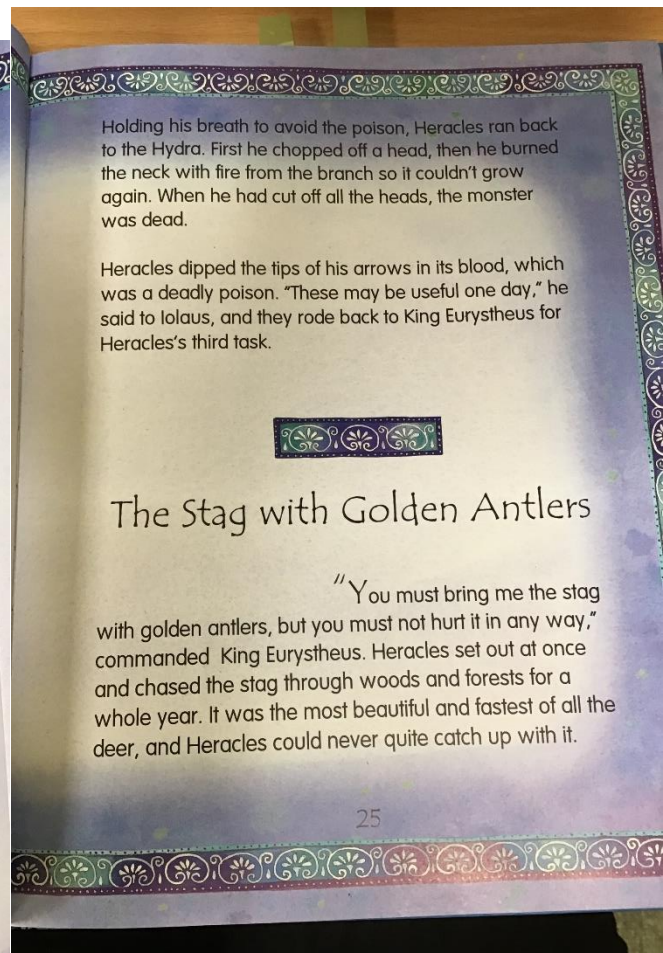 Holding his breath to avoid the poison, Heracles ran back
to the Hydra. First he chopped off a head, then he burned
the neck with fire from the branch so it couldn't grow
again. When he had cut off all the heads, the monster
was dead.
Heracles dipped the tips of his arrows in its blood, which
was a deadly poison. “These may be useful one day,” he
said to Iolaus, and they rode back to King Eurystheus for
Heracles's third task.
The Stag with Golden Antlers
“You must bring me the stag
with golden antlers, but you must not hurt it in any way,”
commanded King Eurystheus. Heracles set out at once
and chased the stag through woods and forests for a
whole year. It was the most beautiful and fastest of all the
deer, and Heracles could never quite catch up with it.
25